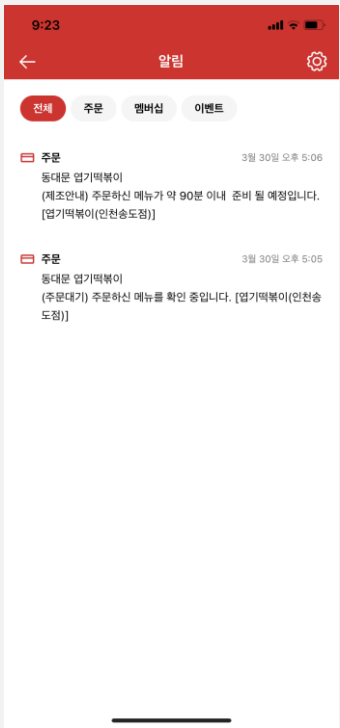 9:23
알림
전체 주문 멤버십 이벤트
주문 3월 30일 오후 5:06
동대문 엽기떡볶이
(제조안내) 주문하신 메뉴가 약 90분 이내 준비 될 예정입니다.
[엽기떡볶이(인천송도점)]
주문 3월 30일 오후 5:05
동대문 엽기떡볶이
(주문대기) 주문하신 메뉴를 확인 중입니다. [엽기떡볶이(인천송
도점)]